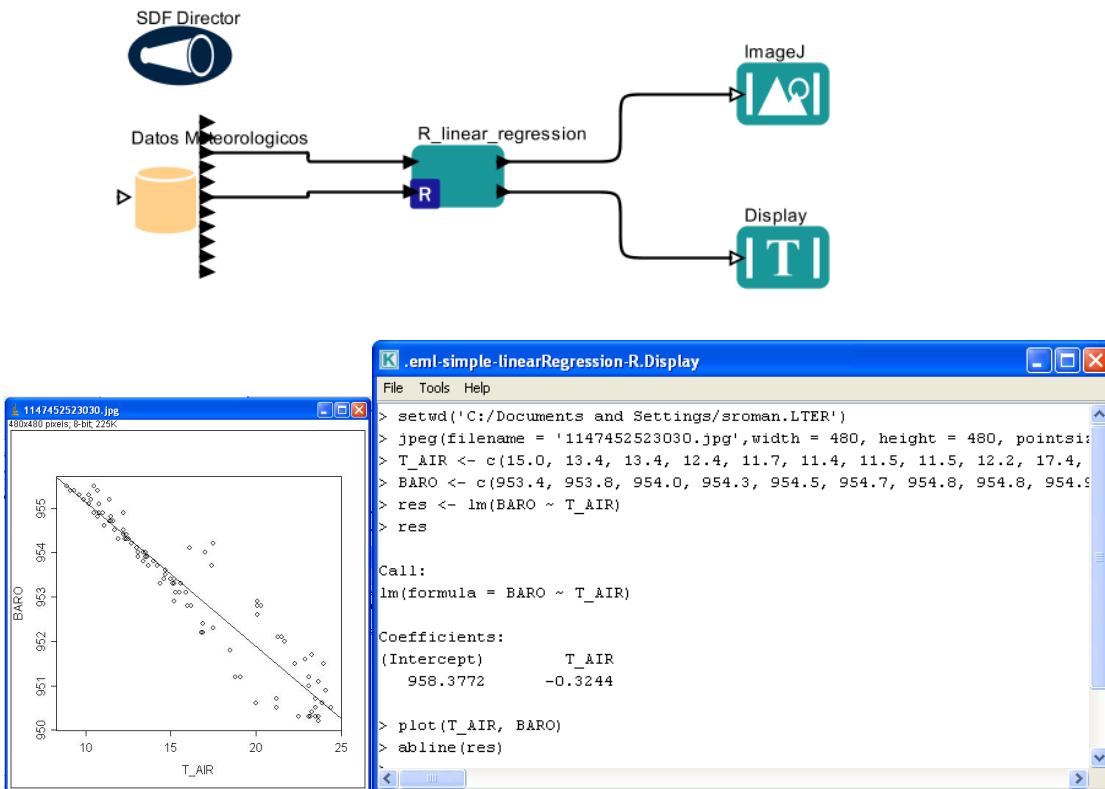 SDF Director
ImageJ
Datos Meteorologicos
R_linear_regression
R
Display
T
K .eml-simple-linearRegression-R.Display
File Tools Help
> setwd('C:/Documents and Settings/sroman.LTER')
> jpeg(filename = '1147452523030.jpg',width = 480, height = 480,
> T_AIR <- c(15.0, 13.4, 13.4, 12.4, 11.7, 11.4, 11.5, 11.5, 12.2, 17.4,
> BARO <- c(953.4, 953.8, 954.0, 954.3, 954.5, 954.7, 954.8, 954.8, 954.9
> res <- lm(BARO ~ T_AIR)
> res
Call:
lm(formula = BARO ~ T_AIR)
Coefficients:
(Intercept) T_AIR
958.3772 -0.3244
> plot(T_AIR, BARO)
> abline(res)
1147452523030.jpg
480x480 pixels; 8-bit; 225K
955
954
953
952
951
950
BARO
10 15 20 25
T_AIR